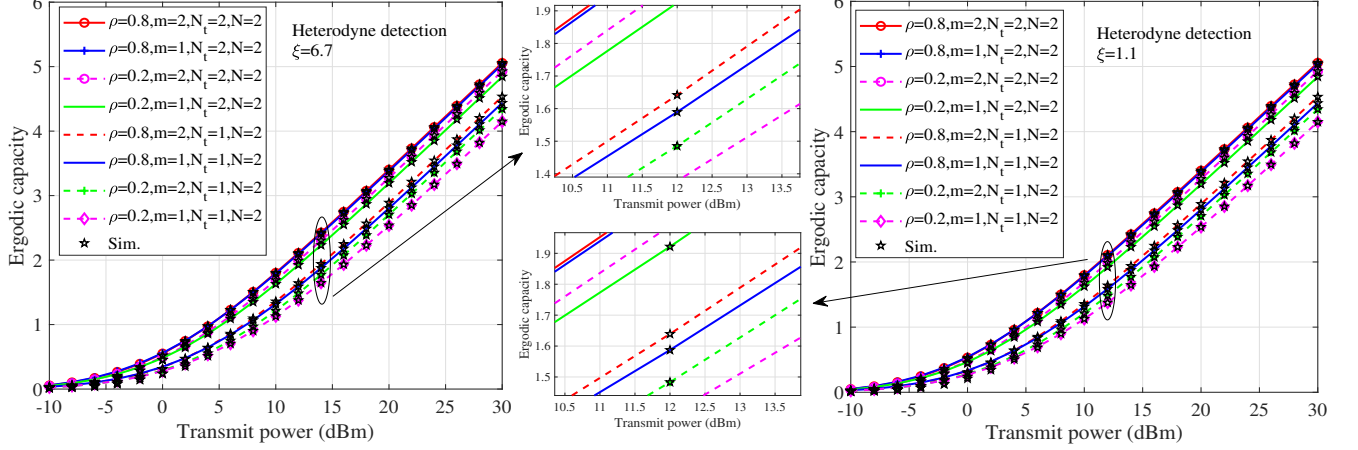 6
5
4
3
2
1
0
Ergodic capacity
-10
-5
0
5
10
15
20
25
30
Transmit power (dBm)
ρ=0.8,m=2,N_t=2,N=2
ρ=0.8,m=1,N_t=2,N=2
ρ=0.2,m=2,N_t=2,N=2
ρ=0.2,m=1,N_t=2,N=2
ρ=0.8,m=2,N_t=1,N=2
ρ=0.8,m=1,N_t=1,N=2
ρ=0.2,m=2,N_t=1,N=2
ρ=0.2,m=1,N_t=1,N=2
Sim.
Heterodyne detection
ξ=6.7
1.9
1.8
1.7
1.6
1.5
1.4
Ergodic capacity
10.5
11
11.5
12
12.5
13
13.5
Transmit power (dBm)
1.9
1.8
1.7
1.6
1.5
Ergodic capacity
10.5
11
11.5
12
12.5
13
13.5
Transmit power (dBm)
6
5
4
3
2
1
0
Ergodic capacity
-10
-5
0
5
10
15
20
25
30
Transmit power (dBm)
ρ=0.8,m=2,N_t=2,N=2
ρ=0.8,m=1,N_t=2,N=2
ρ=0.2,m=2,N_t=2,N=2
ρ=0.2,m=1,N_t=2,N=2
ρ=0.8,m=2,N_t=1,N=2
ρ=0.8,m=1,N_t=1,N=2
ρ=0.2,m=2,N_t=1,N=2
ρ=0.2,m=1,N_t=1,N=2
Sim.
Heterodyne detection
ξ=1.1